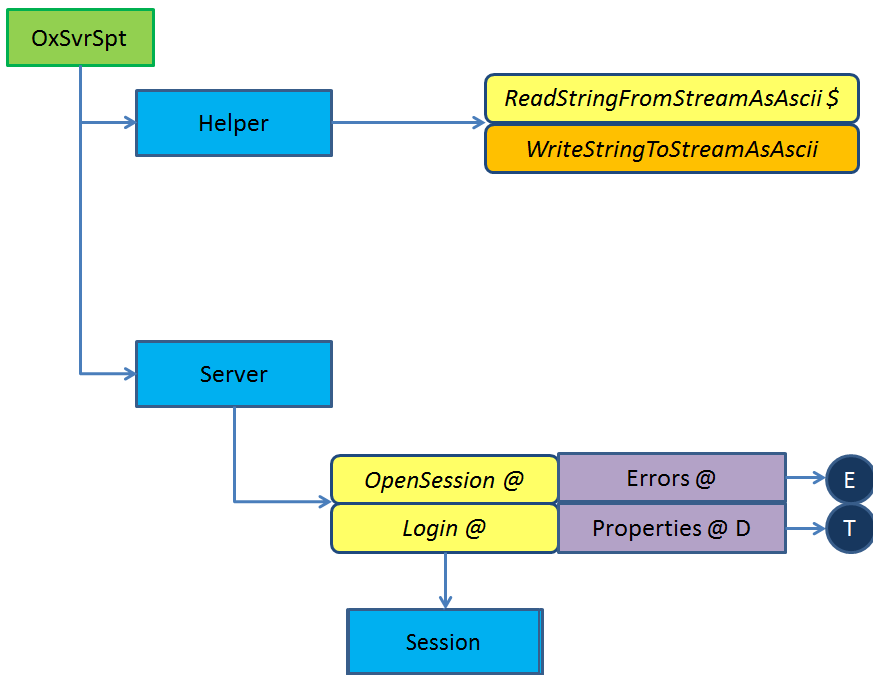 OxSvrSpt
Helper
ReadStringFromStreamAsAscii $
WriteStringToStreamAsAscii
Server
OpenSession @
Errors @
E
Login @
Properties @ D
T
Session